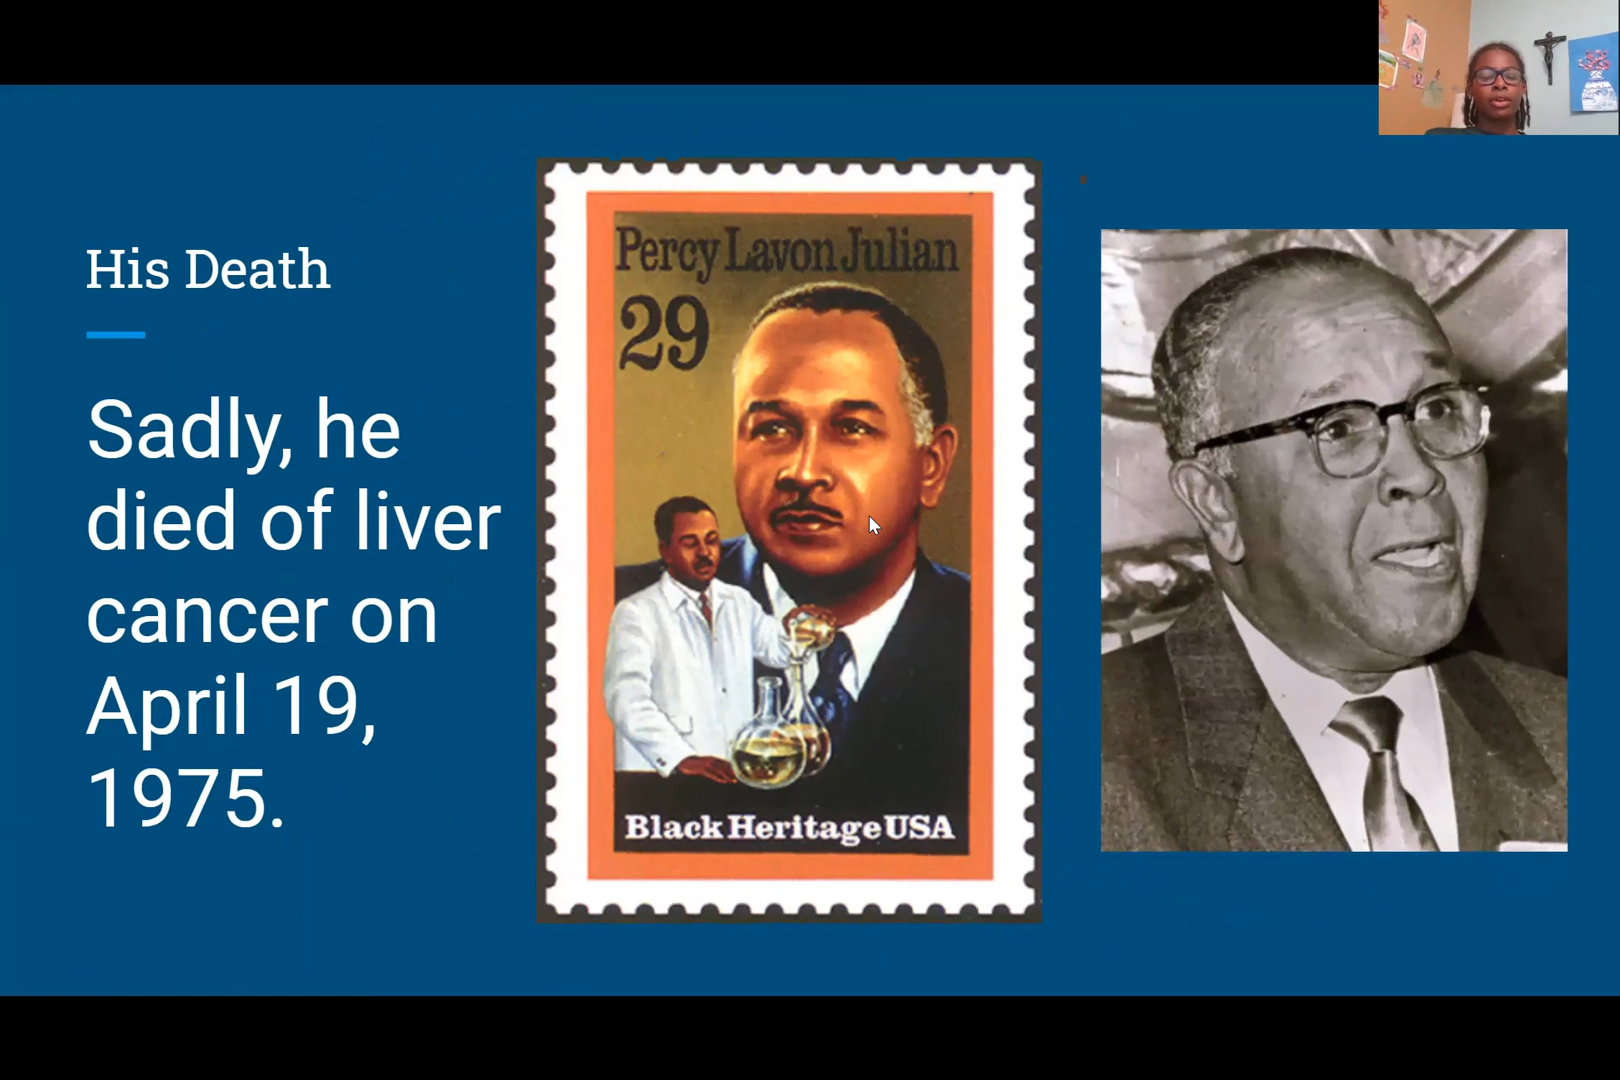 His Death
Sadly, he
died of liver
cancer on
April 19,
1975.
Percy Lavon Julian
29
Black Heritage USA